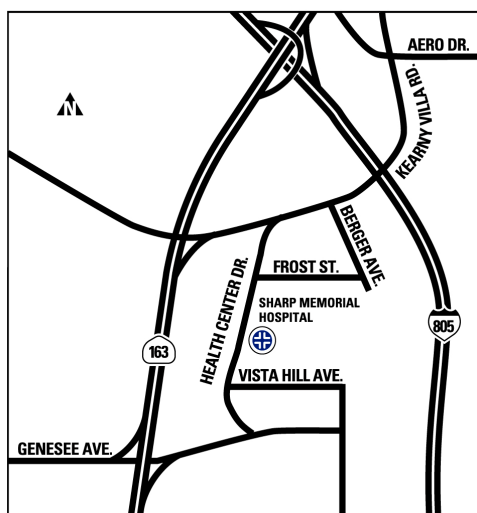 AERO DR.
KEARNY VILLA RD.
N
BERGER AVE.
HEALTH CENTER DR.
FROST ST.
SHARP MEMORIAL
HOSPITAL
805
163
VISTA HILL AVE.
GENESEE AVE.